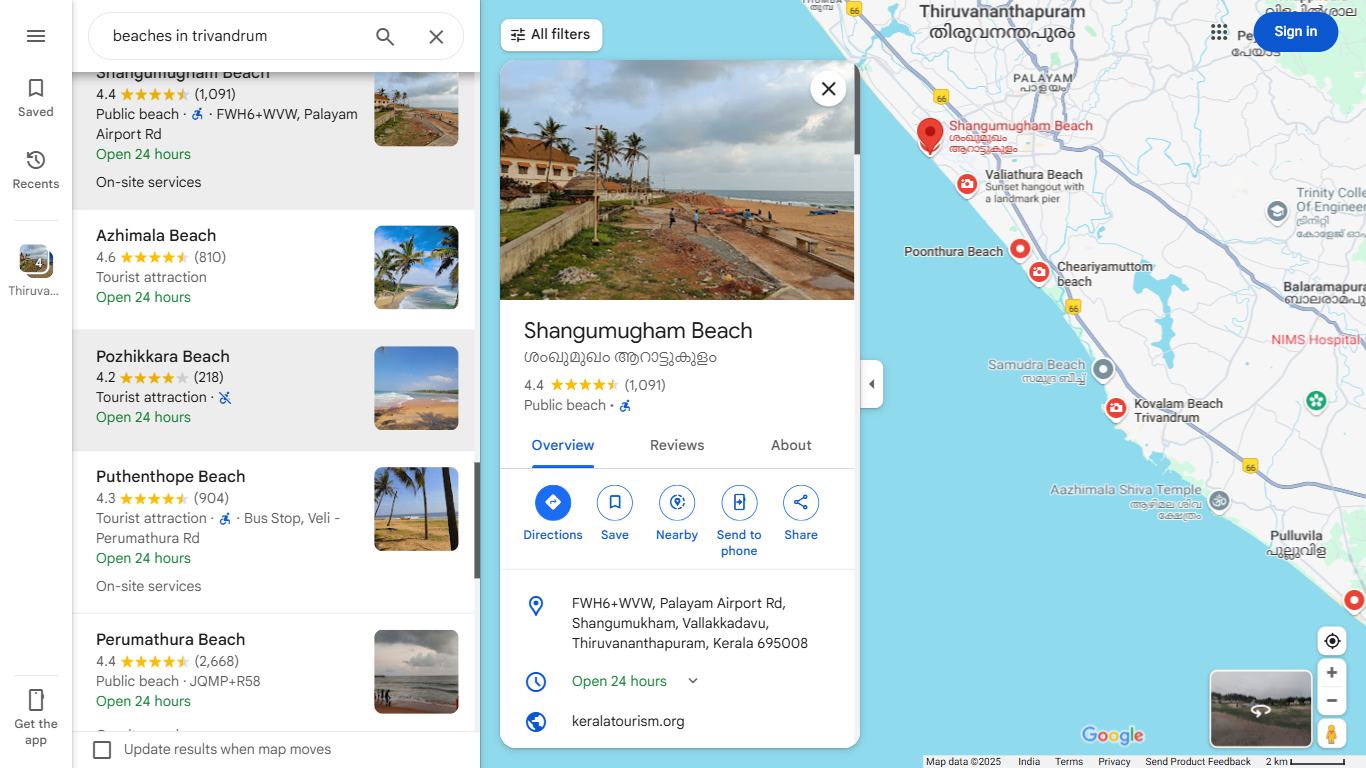 beaches in trivandrum
Saved
Recents
4
Thiruva...
Get the
app
Shangumugham Beach
4.4 (1,091)
Public beach · · FWH6+WVW, Palayam
Airport Rd
Open 24 hours
On-site services
Azhimala Beach
4.6 (810)
Tourist attraction
Open 24 hours
Pozhikkara Beach
4.2 (218)
Tourist attraction ·
Open 24 hours
Puthenthope Beach
4.3 (904)
Tourist attraction · · Bus Stop, Veli -
Perumathura Rd
Open 24 hours
On-site services
Perumathura Beach
4.4 (2,668)
Public beach · JQMP+R58
Open 24 hours
Update results when map moves
All filters
Shangumugham Beach
ശംഖുമുഖം ആറാട്ടുകുളം
4.4 (1,091)
Public beach ·
Overview Reviews About
Directions Save Nearby Send to
phone Share
FWH6+WVW, Palayam Airport Rd,
Shangumukham, Vallakkadavu,
Thiruvananthapuram, Kerala 695008
Open 24 hours
keralatourism.org
Sign in
66
Thiruvananthapuram
തിരുവനന്തപുരം
PALAYAM
പാളയം
66
Shangumugham Beach
ശംഖുമുഖം
ആറാട്ടുകുളം
Valiathura Beach
Sunset hangout with
a landmark pier
Trinity Colle
Of Engineer
ട്രിനിറ്റി
Poonthura Beach
Cheariyamuttom
beach
Balaramapura
66
NIMS Hospital
Samudra Beach
സമുദ്ര ബീച്ച്
Kovalam Beach
Trivandrum
66
Aazhimala Shiva Temple
ആഴിമല ശിവ
ക്ഷേത്രം
Pulluvila
പുല്ലുവിള
Google
Map data ©2025 India Terms Privacy Send Product Feedback 2 km